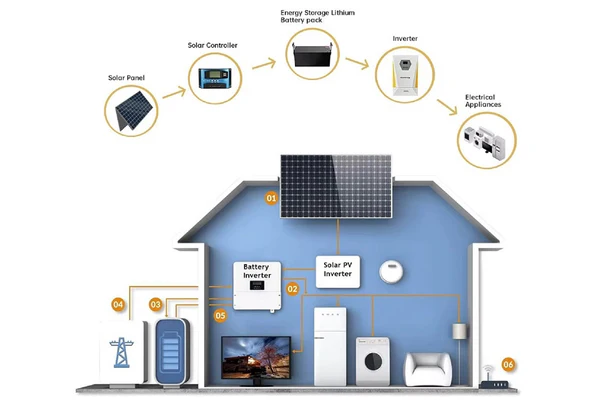 Energy Storage Lithium
Battery pack
Solar Controller
Inverter
Solar Panel
Electrical
Appliances
01
Battery
Inverter
Solar PV
Inverter
02
04
03
05
06